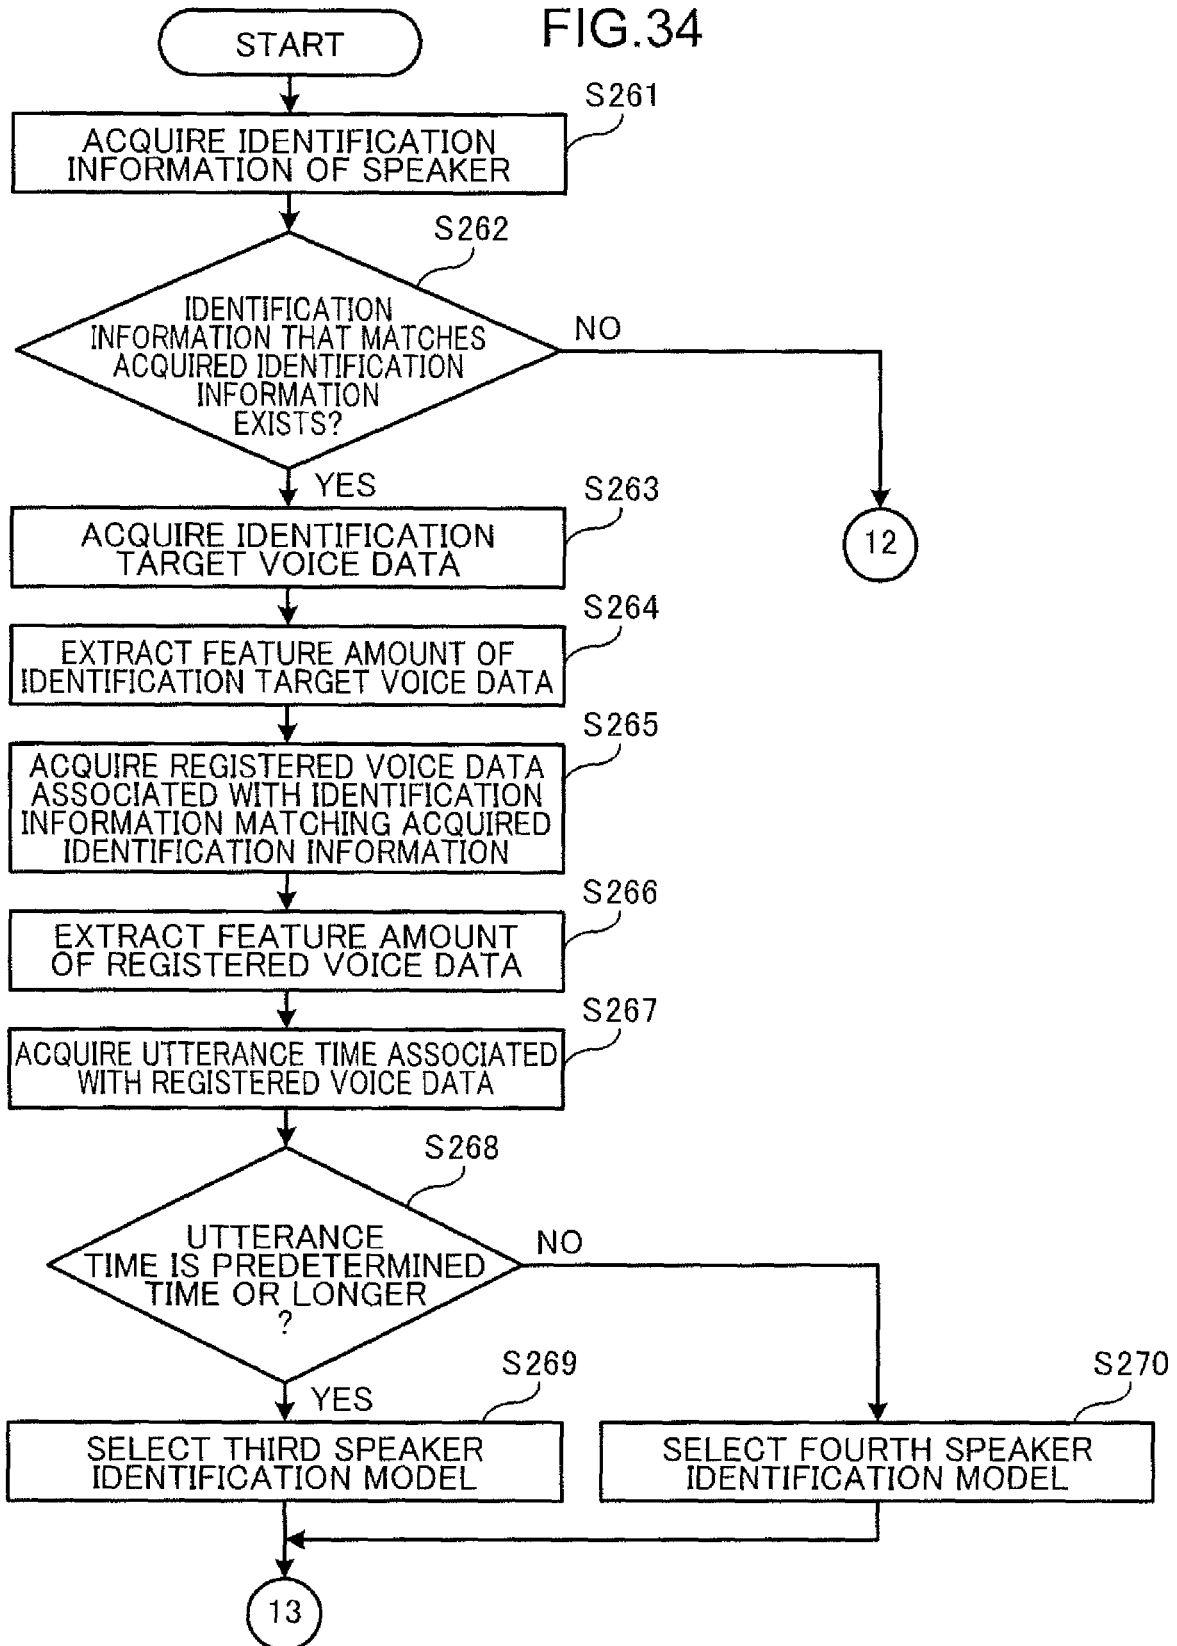 FIG.34
START
S261
ACQUIRE IDENTIFICATION
INFORMATION OF SPEAKER
S262
IDENTIFICATION
INFORMATION THAT MATCHES
ACQUIRED IDENTIFICATION
INFORMATION
EXISTS?
NO
YES
12
S263
ACQUIRE IDENTIFICATION
TARGET VOICE DATA
S264
EXTRACT FEATURE AMOUNT OF
IDENTIFICATION TARGET VOICE DATA
S265
ACQUIRE REGISTERED VOICE DATA
ASSOCIATED WITH IDENTIFICATION
INFORMATION MATCHING ACQUIRED
IDENTIFICATION INFORMATION
S266
EXTRACT FEATURE AMOUNT
OF REGISTERED VOICE DATA
S267
ACQUIRE UTTERANCE TIME ASSOCIATED
WITH REGISTERED VOICE DATA
S268
UTTERANCE
TIME IS PREDETERMINED
TIME OR LONGER
?
NO
YES
S269
SELECT THIRD SPEAKER
IDENTIFICATION MODEL
S270
SELECT FOURTH SPEAKER
IDENTIFICATION MODEL
13